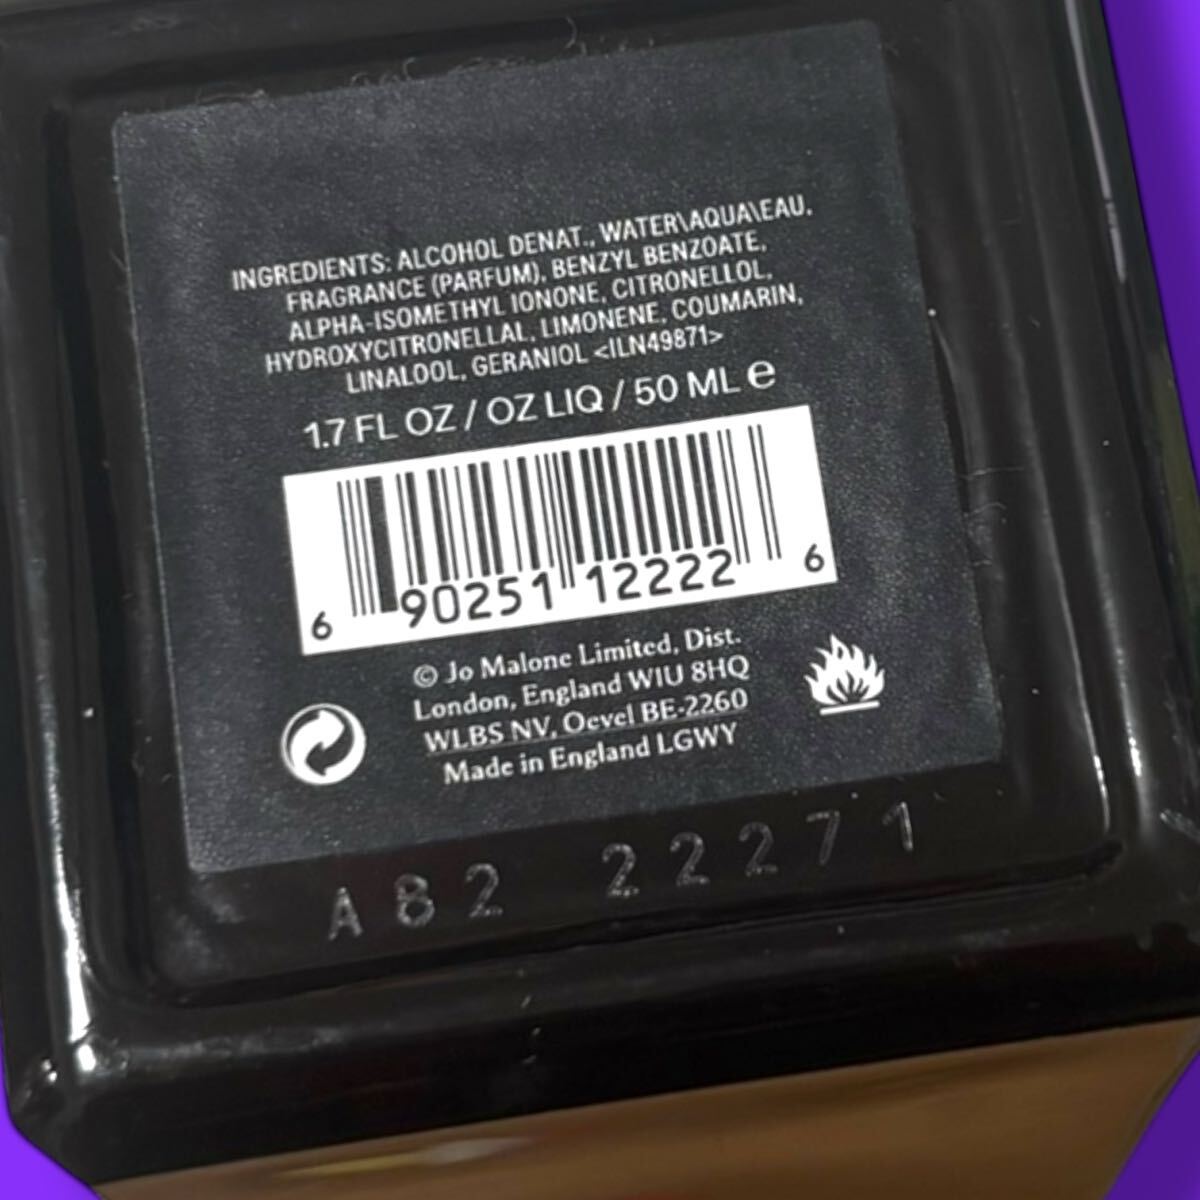 INGREDIENTS: ALCOHOL DENAT., WATER\AQUA\EAU,
FRAGRANCE (PARFUM), BENZYL BENZOATE,
ALPHA-ISOMETHYL IONONE, CITRONELLOL,
HYDROXYCITRONELLAL, LIMONENE, COUMARIN,
LINALOOL, GERANIOL <ILN49871>
1.7 FL OZ / OZ LIQ / 50 ML e
6 90251 12222 6
© Jo Malone Limited, Dist.
London, England W1U 8HQ
WLBS NV, Oevel BE-2260
Made in England LGWY
A82 22271